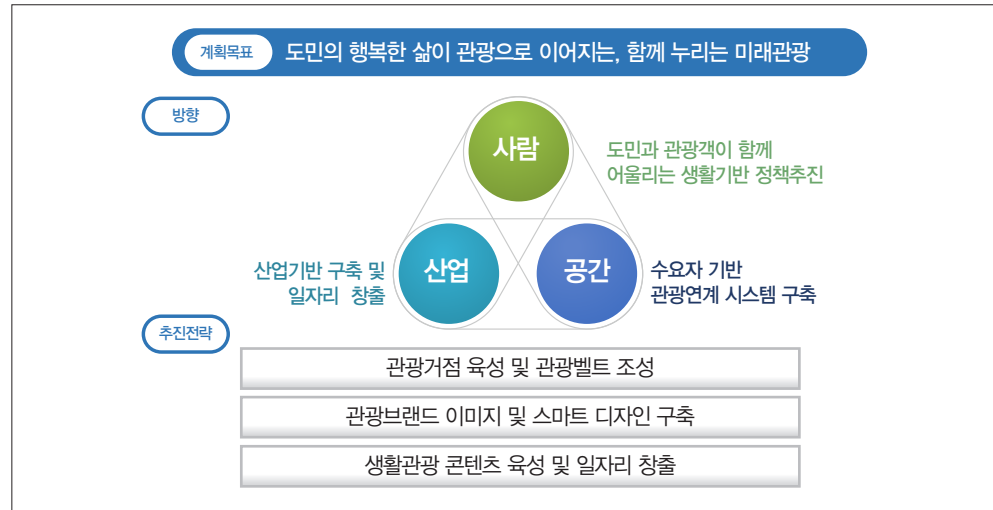 계획목표 도민의 행복한 삶이 관광으로 이어지는, 함께 누리는 미래관광
방향
사람
도민과 관광객이 함께
어울리는 생활기반 정책추진
산업기반 구축 및
일자리 창출
산업
공간
수요자 기반
관광연계 시스템 구축
추진전략
관광거점 육성 및 관광벨트 조성
관광브랜드 이미지 및 스마트 디자인 구축
생활관광 콘텐츠 육성 및 일자리 창출